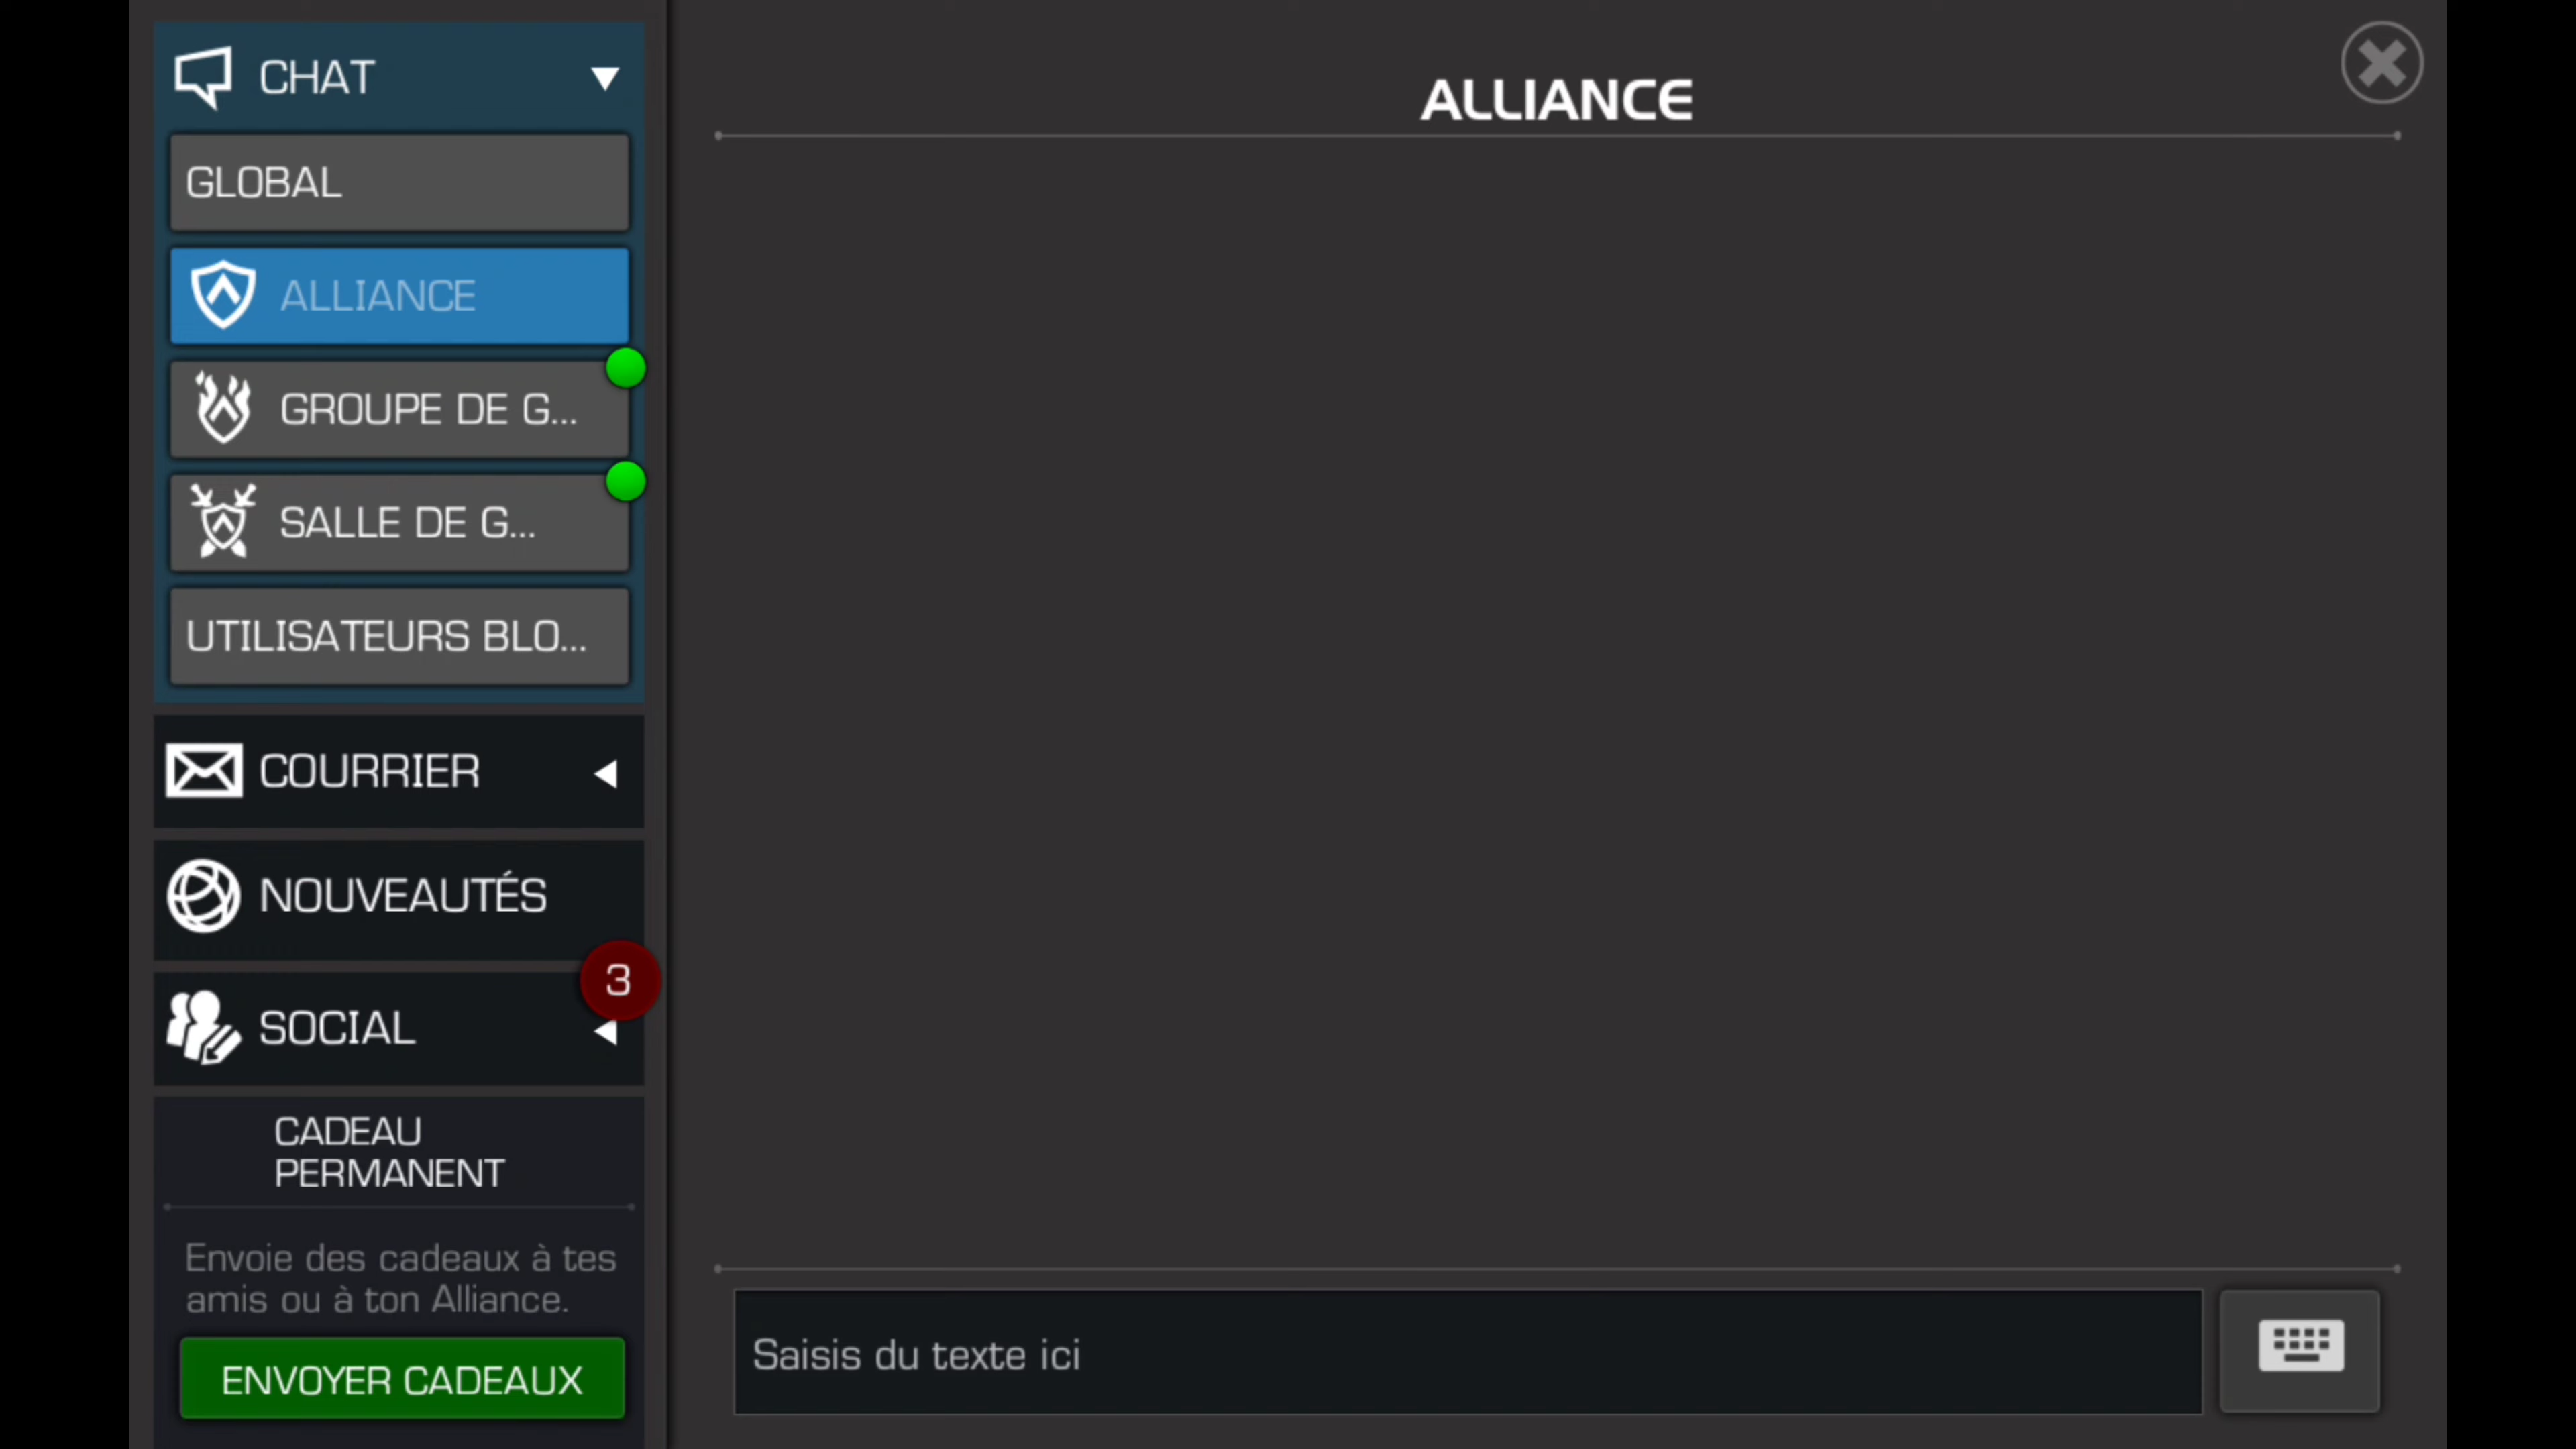 CHAT
GLOBAL
ALLIANCE
GROUPE DE G...
SALLE DE G...
UTILISATEURS BLO...
COURRIER
NOUVEAUTÉS
3
SOCIAL
CADEAU
PERMANENT
Envoie des cadeaux à tes
amis ou à ton Alliance.
ENVOYER CADEAUX
ALLIANCE
Saisis du texte ici